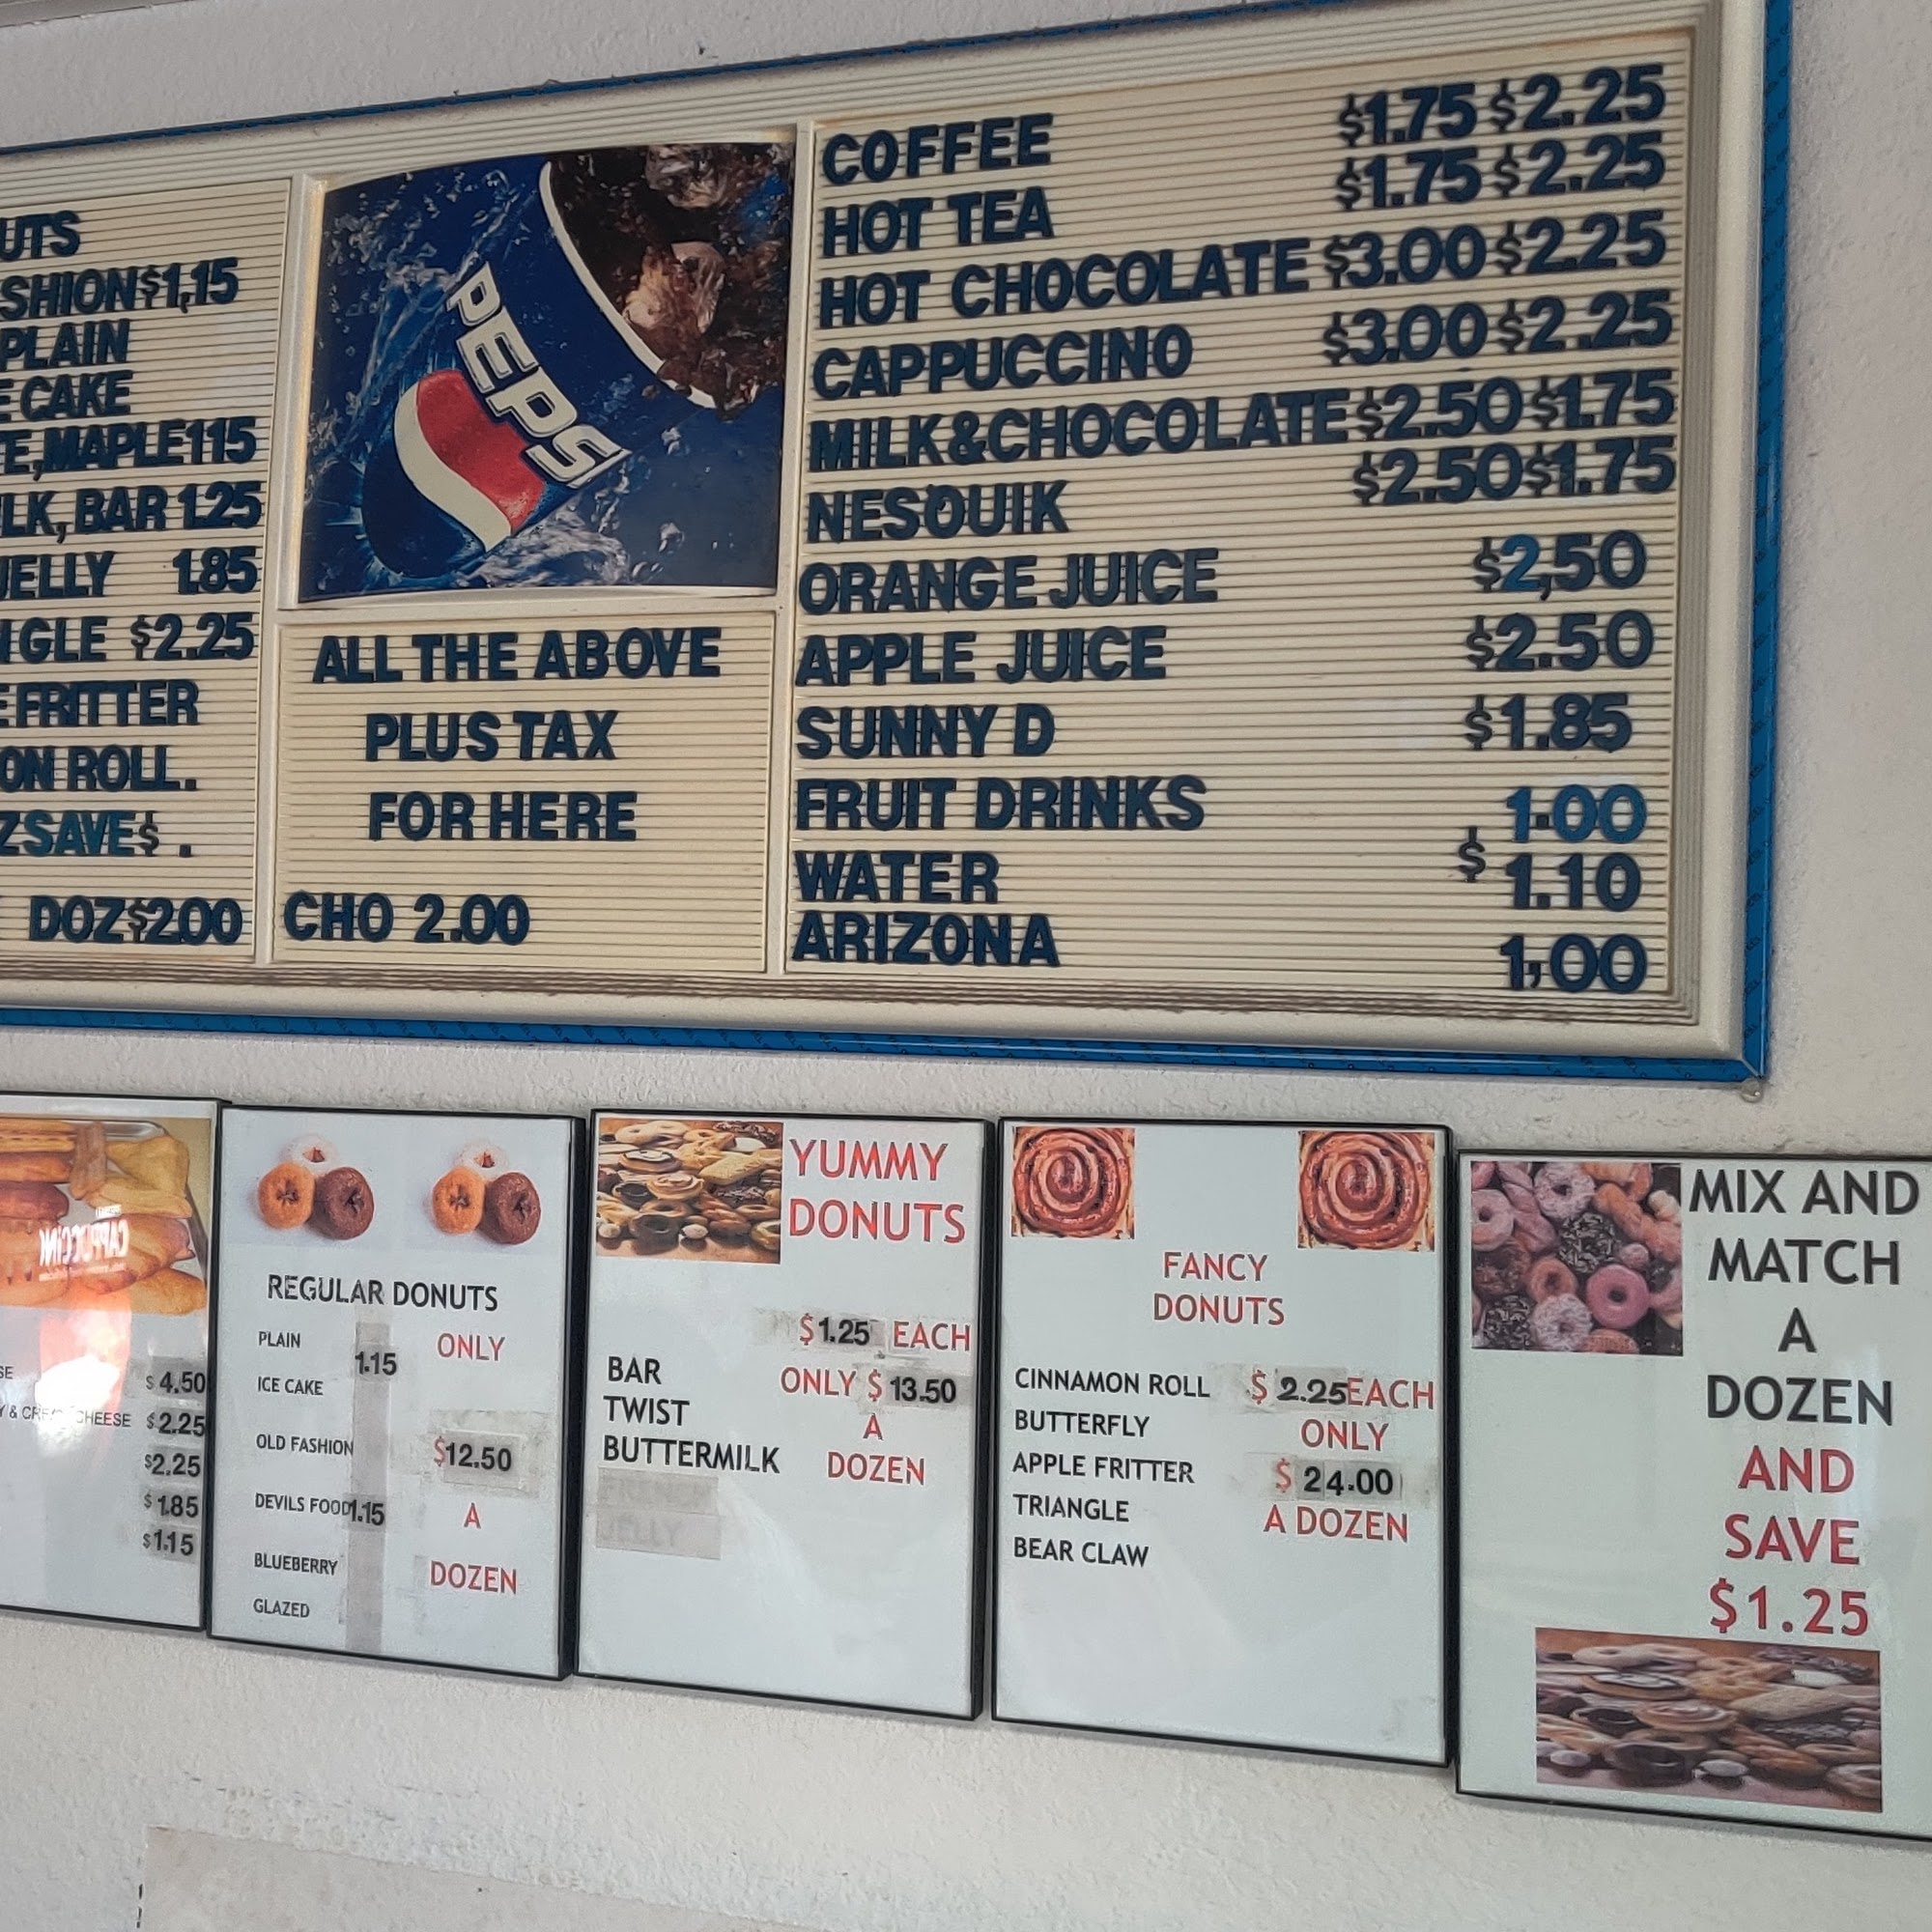 UTS
SHION $1,15
PLAIN
E CAKE
E, MAPLE 115
LK, BAR 1.25
JELLY 1.85
NGLE $2.25
E FRITTER
ON ROLL.
Z SAVE $ .
DOZ $2.00
PEPSI
ALL THE ABOVE
PLUS TAX
FOR HERE
CHO 2.00
COFFEE $1.75 $2.25
HOT TEA $1.75 $2.25
HOT CHOCOLATE $3.00 $2.25
CAPPUCCINO $3.00 $2.25
MILK&CHOCOLATE $2.50 $1.75
NESQUIK $2.50 $1.75
ORANGE JUICE $2,50
APPLE JUICE $2.50
SUNNY D $1.85
FRUIT DRINKS 1.00
WATER $ 1.10
ARIZONA 1,00
SE $ 4.50
CHEESE $2.25
$2.25
$1.85
$1.15
REGULAR DONUTS
PLAIN 1.15 ONLY
ICE CAKE
OLD FASHION $12.50
DEVILS FOOD 1.15 A
BLUEBERRY DOZEN
GLAZED
YUMMY
DONUTS
$1.25 EACH
BAR ONLY $13.50
TWIST A
BUTTERMILK DOZEN
FRENCH
JELLY
FANCY
DONUTS
CINNAMON ROLL $2.25 EACH
BUTTERFLY ONLY
APPLE FRITTER $24.00
TRIANGLE A DOZEN
BEAR CLAW
MIX AND
MATCH
A
DOZEN
AND
SAVE
$1.25